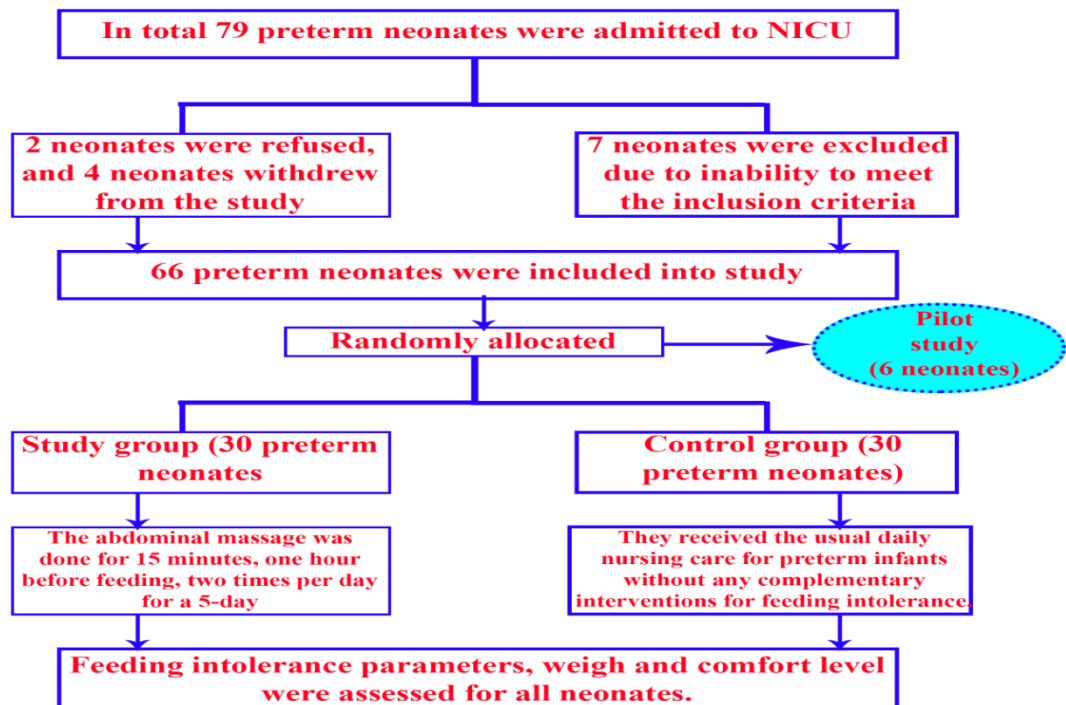 In total 79 preterm neonates were admitted to NICU
2 neonates were refused,
and 4 neonates withdrew
from the study
7 neonates were excluded
due to inability to meet
the inclusion criteria
66 preterm neonates were included into study
Randomly allocated
Pilot
study
(6 neonates)
Study group (30 preterm
neonates
Control group (30
preterm neonates)
The abdominal massage was
done for 15 minutes, one hour
before feeding, two times per day
for a 5-day
They received the usual daily
nursing care for preterm infants
without any complementary
interventions for feeding intolerance.
Feeding intolerance parameters, weigh and comfort level
were assessed for all neonates.